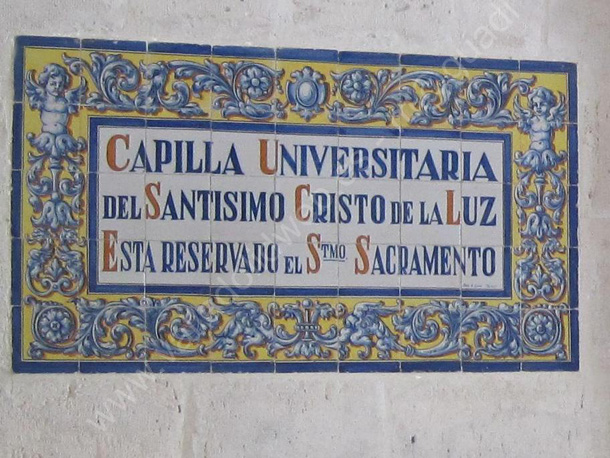 CAPILLA UNIVERSITARIA
DEL SANTISIMO CRISTO DE LA LUZ
ESTA RESERVADO EL STMO SACRAMENTO